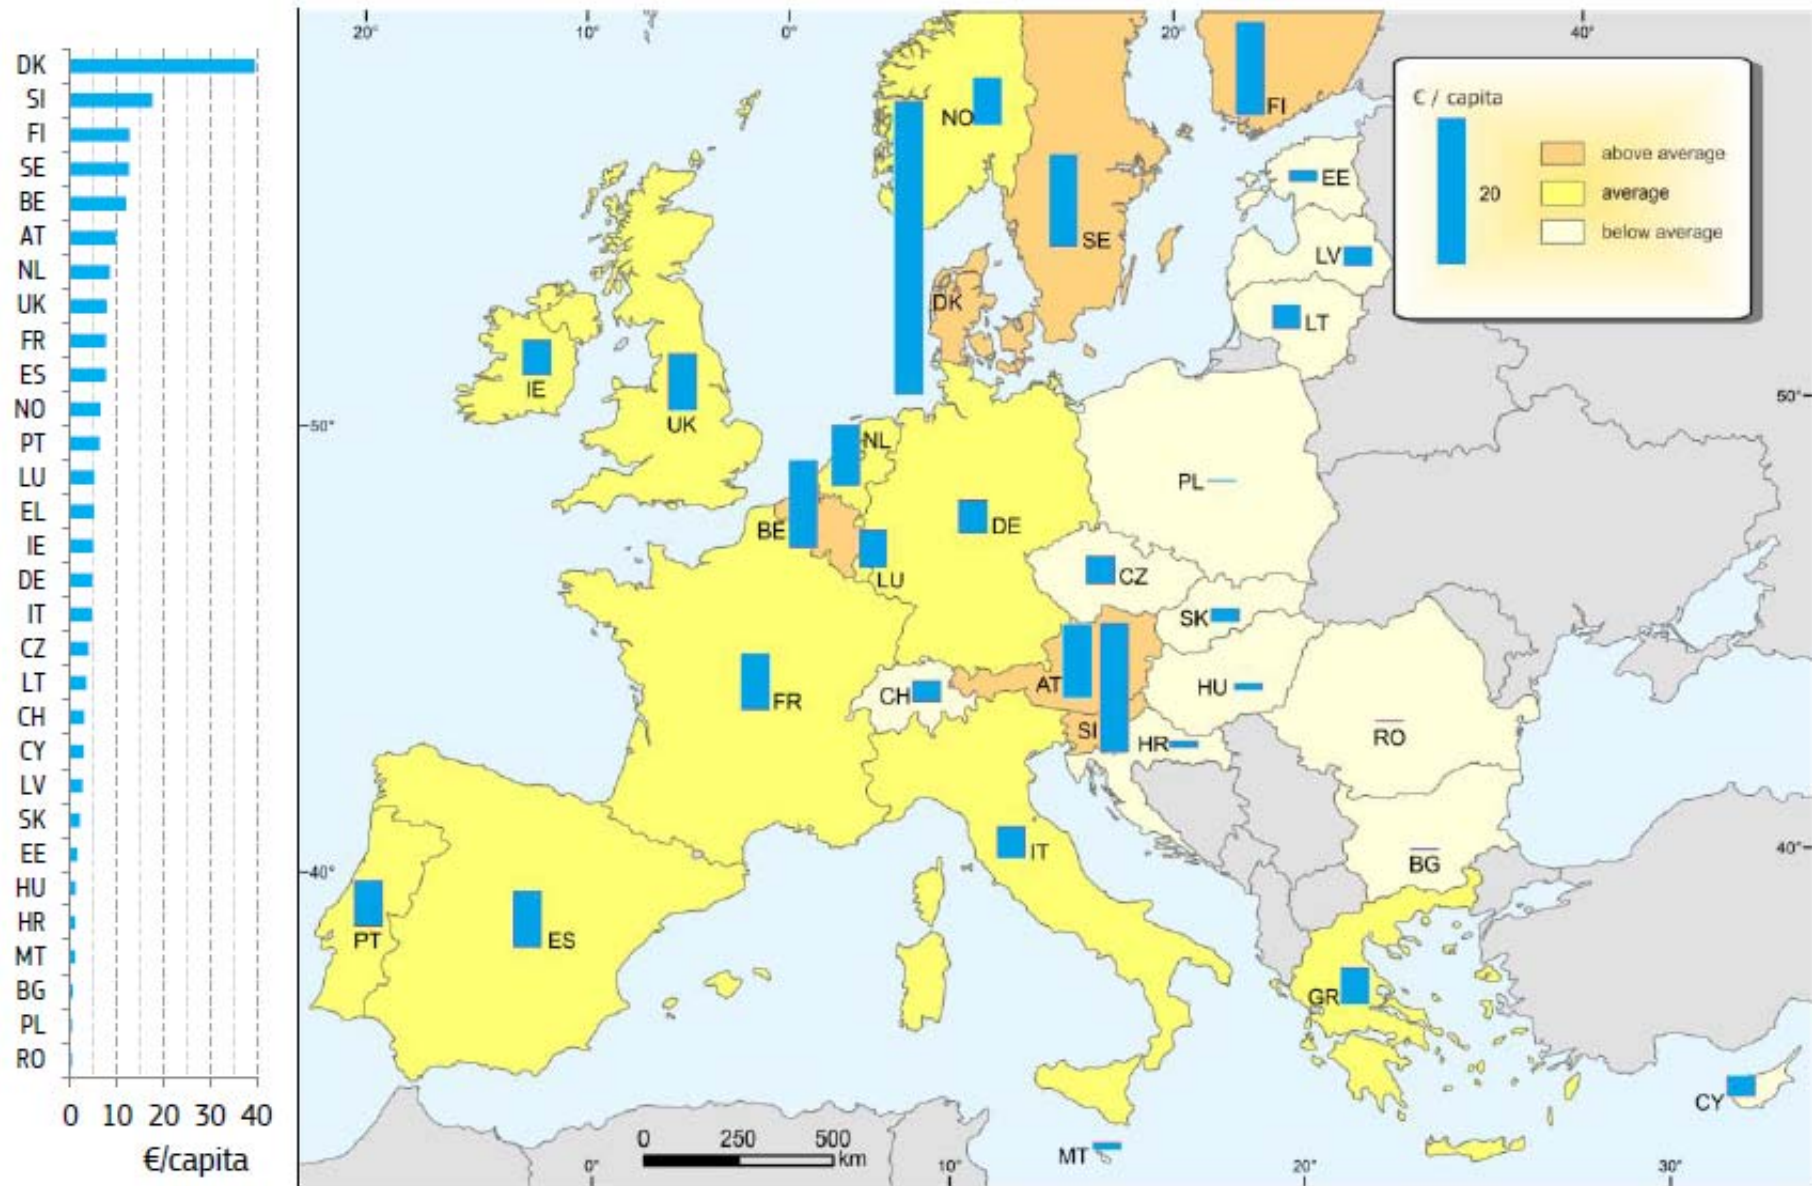 DK
SI
FI
SE
BE
AT
NL
UK
FR
ES
NO
PT
LU
EL
IE
DE
IT
CZ
LT
CH
CY
LV
SK
EE
HU
HR
MT
BG
PL
RO
0 10 20 30 40
€/capita
20° 10° 0° 20° 40°
€ / capita
20
above average
average
below average
NO
FI
EE
SE
LV
DK
LT
IE
UK
50°
50°
NL
PL
BE
DE
LU
CZ
SK
AT
HU
CH
FR
SI
HR
RO
IT
BG
40°
40°
PT
ES
GR
CY
0 250 500
km
MT
0° 10° 20° 30°